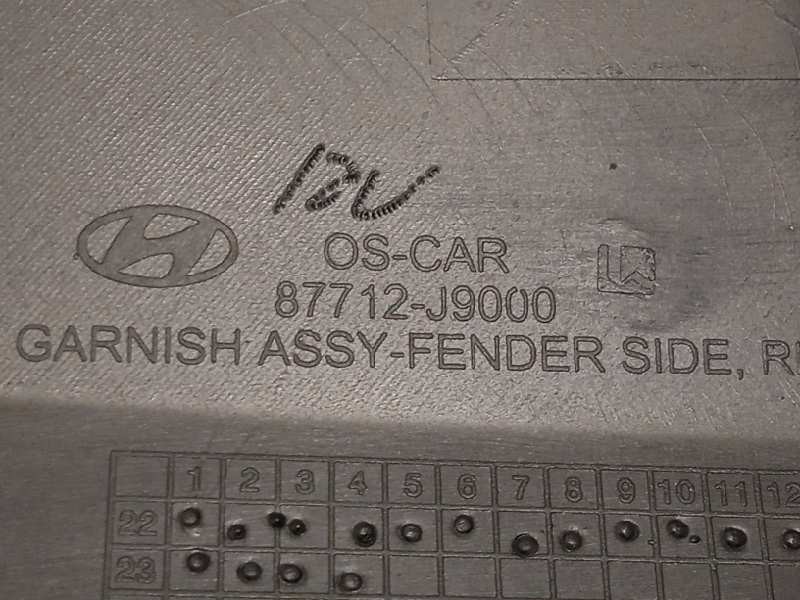 OS-CAR
87712-J9000
GARNISH ASSY-FENDER SIDE,
1 2 3 4 5 6 7 8 9 10 11 12
22
23